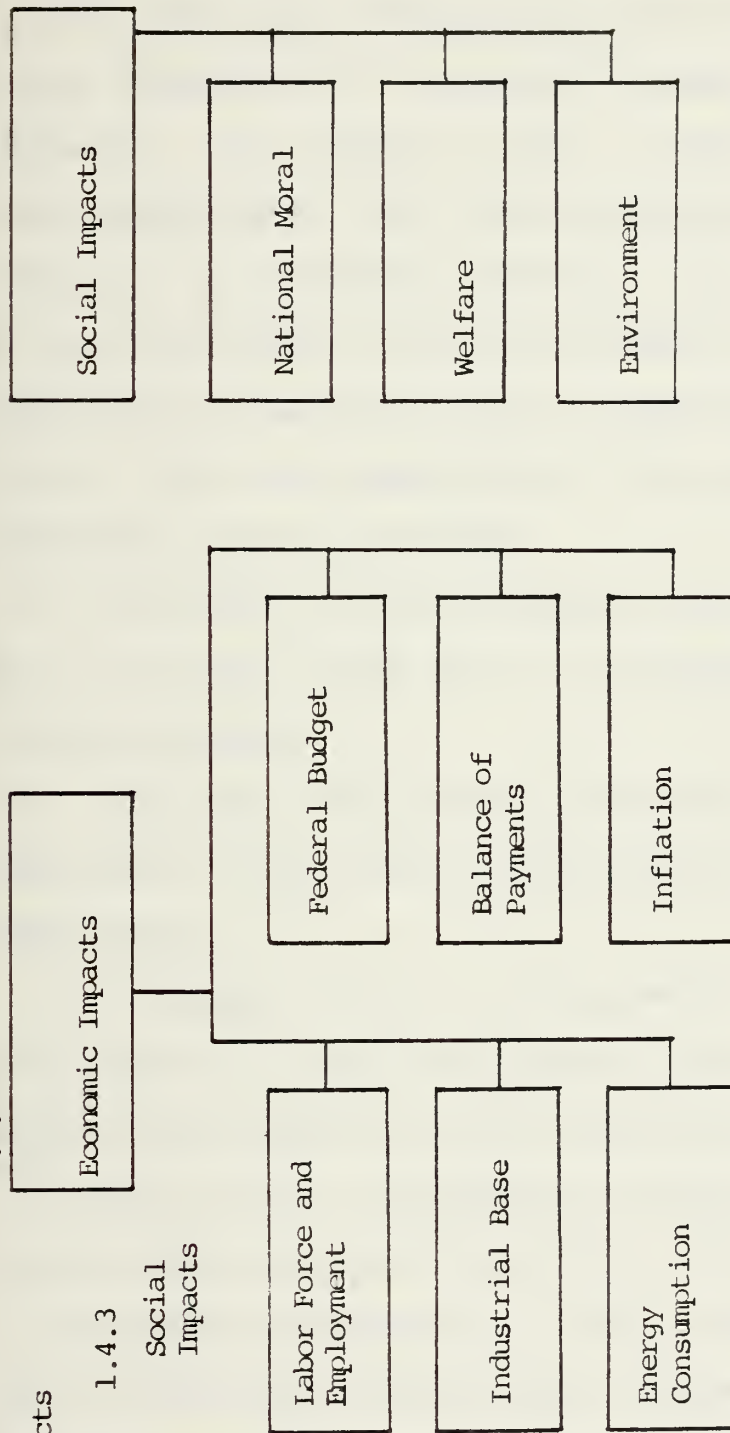 cts
1.4.3
Social
Impacts
Economic Impacts
Labor Force and
Employment
Industrial Base
Energy
Consumption
Federal Budget
Balance of
Payments
Inflation
Social Impacts
National Moral
Welfare
Environment